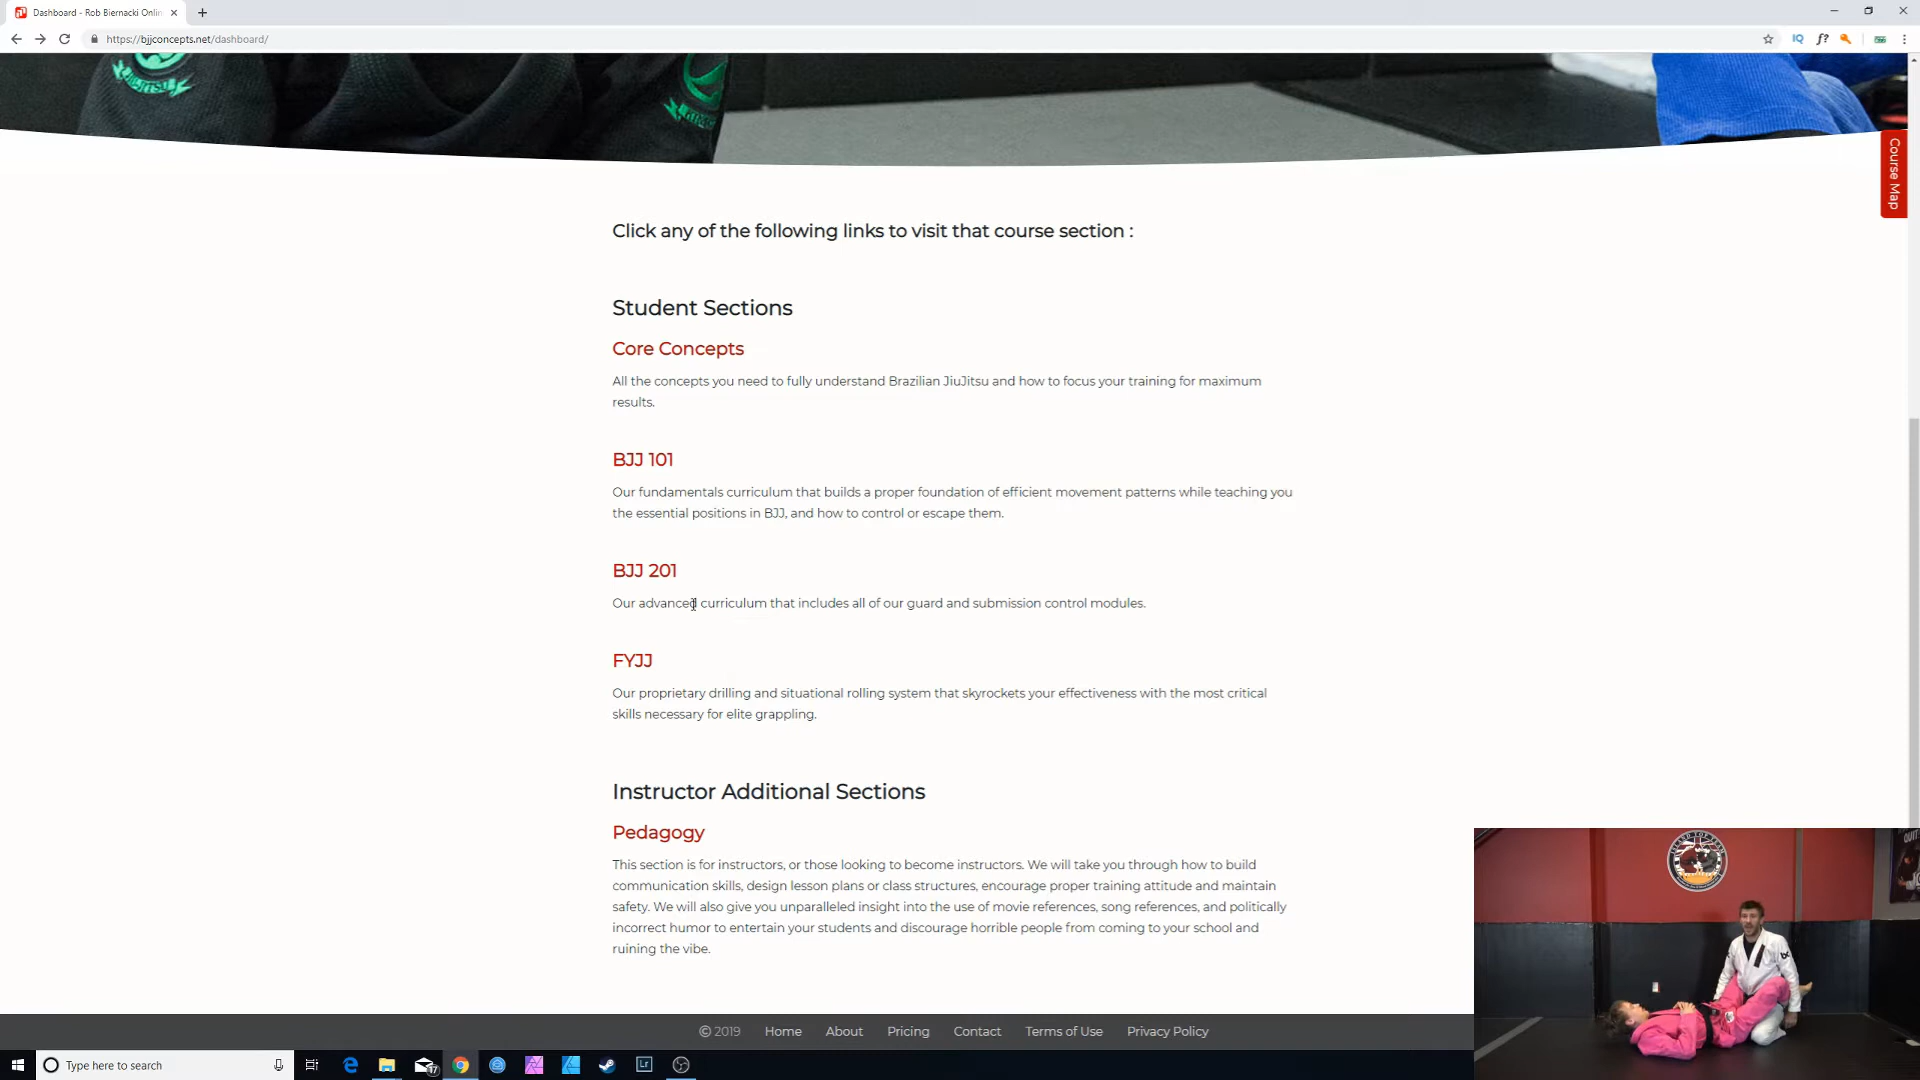 Dashboard - Rob Biernacki Onlin
https://bjjconcepts.net/dashboard/
Course Map
Click any of the following links to visit that course section :
Student Sections
Core Concepts
All the concepts you need to fully understand Brazilian JiuJitsu and how to focus your training for maximum
results.
BJJ 101
Our fundamentals curriculum that builds a proper foundation of efficient movement patterns while teaching you
the essential positions in BJJ, and how to control or escape them.
BJJ 201
Our advanced curriculum that includes all of our guard and submission control modules.
FYJJ
Our proprietary drilling and situational rolling system that skyrockets your effectiveness with the most critical
skills necessary for elite grappling.
Instructor Additional Sections
Pedagogy
This section is for instructors, or those looking to become instructors. We will take you through how to build
communication skills, design lesson plans or class structures, encourage proper training attitude and maintain
safety. We will also give you unparalleled insight into the use of movie references, song references, and politically
incorrect humor to entertain your students and discourage horrible people from coming to your school and
ruining the vibe.
© 2019 Home About Pricing Contact Terms of Use Privacy Policy
Type here to search
17
Lr